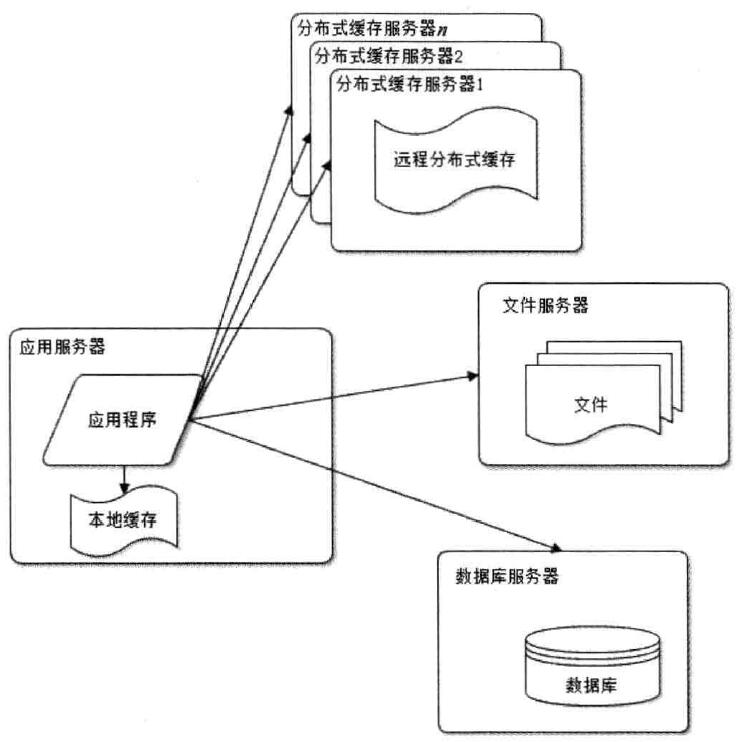 分布式缓存服务器n
分布式缓存服务器2
分布式缓存服务器1
远程分布式缓存
文件服务器
文件
应用服务器
应用程序
本地缓存
数据库服务器
数据库